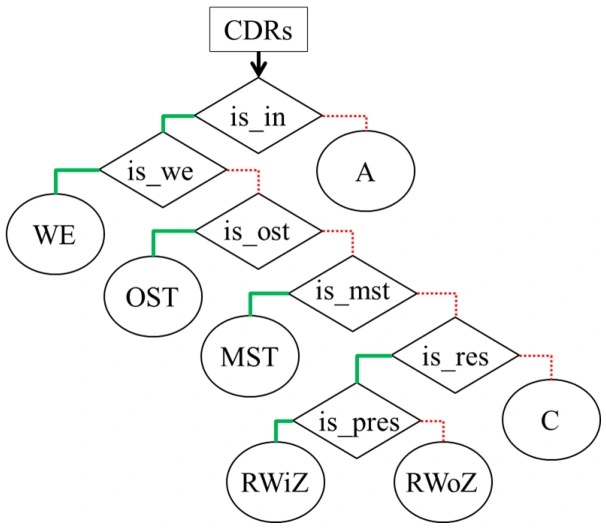 CDRs
is_in
is_we
A
WE
is_ost
OST
is_mst
MST
is_res
C
is_pres
RWiZ
RWoZ